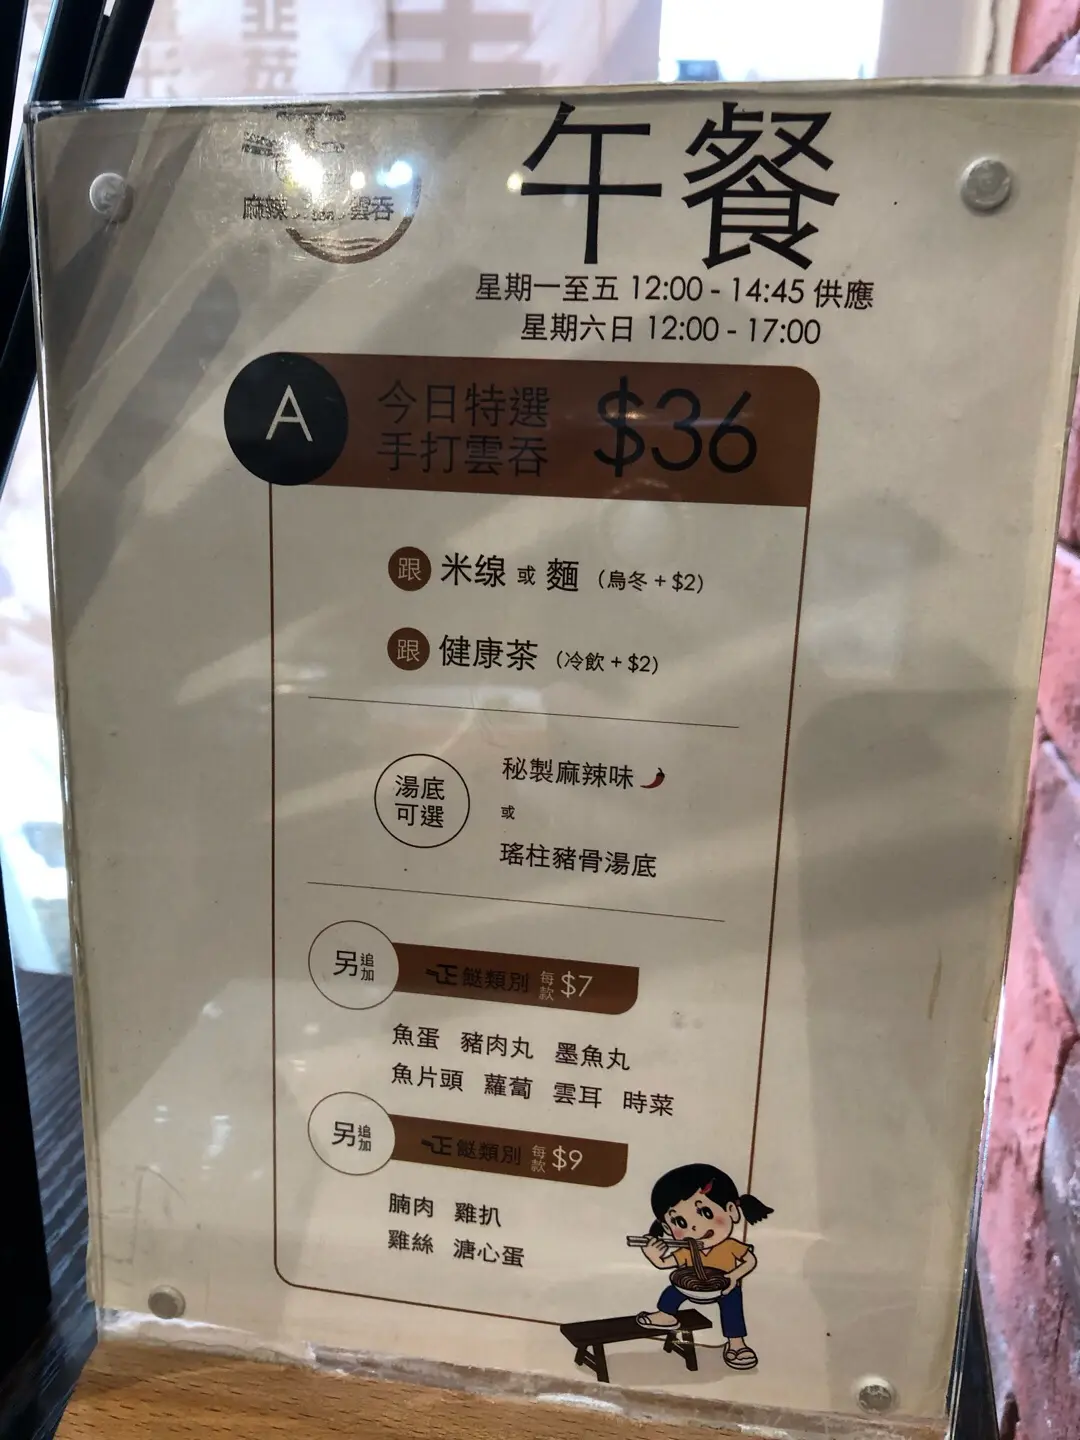 麻辣 雲吞
午餐
星期一至五 12:00 - 14:45 供應
星期六日 12:00 - 17:00
A
今日特選
手打雲吞
$36
跟 米线 或 麵 (烏冬 + $2)
跟 健康茶 (冷飲 + $2)
湯底
可選
秘製麻辣味
或
瑤柱豬骨湯底
另追加
正餸類別 每款 $7
魚蛋 豬肉丸 墨魚丸
魚片頭 蘿蔔 雲耳 時菜
另追加
正餸類別 每款 $9
腩肉 雞扒
雞絲 溏心蛋